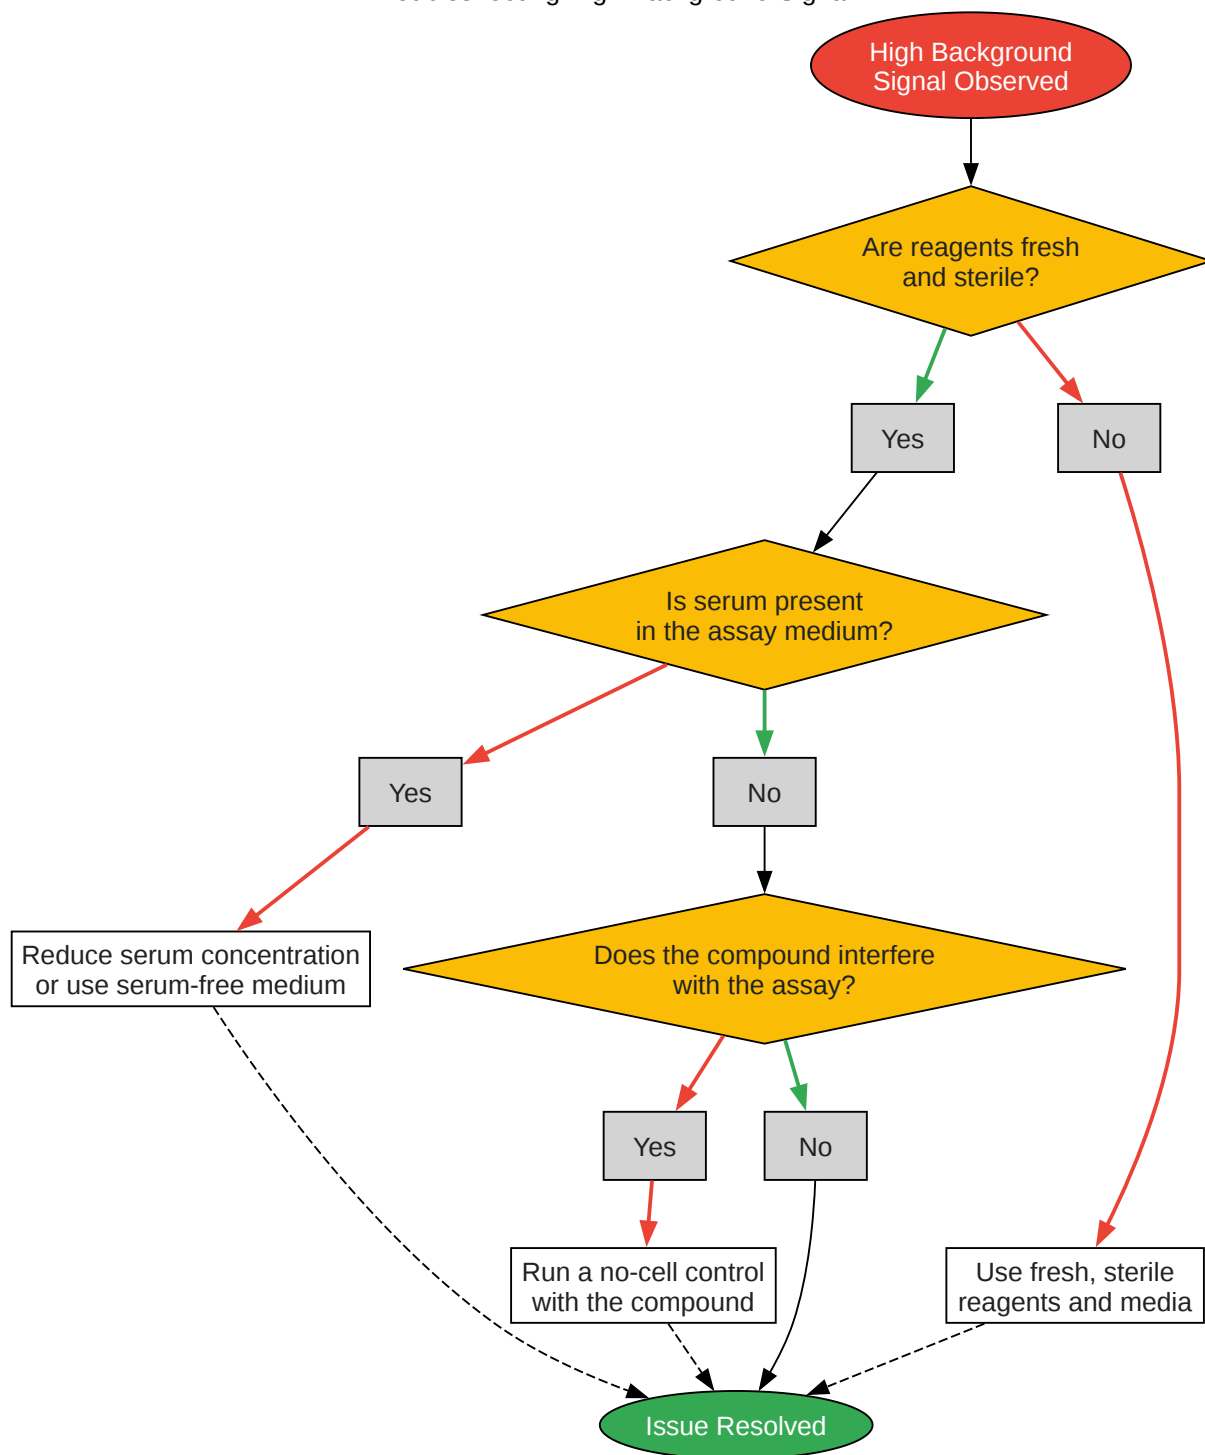 High Background
Signal Observed
Are reagents fresh
and sterile?
Yes
No
Is serum present
in the assay medium?
Yes
No
Reduce serum concentration
or use serum-free medium
Does the compound interfere
with the assay?
Yes
No
Run a no-cell control
with the compound
Use fresh, sterile
reagents and media
Issue Resolved